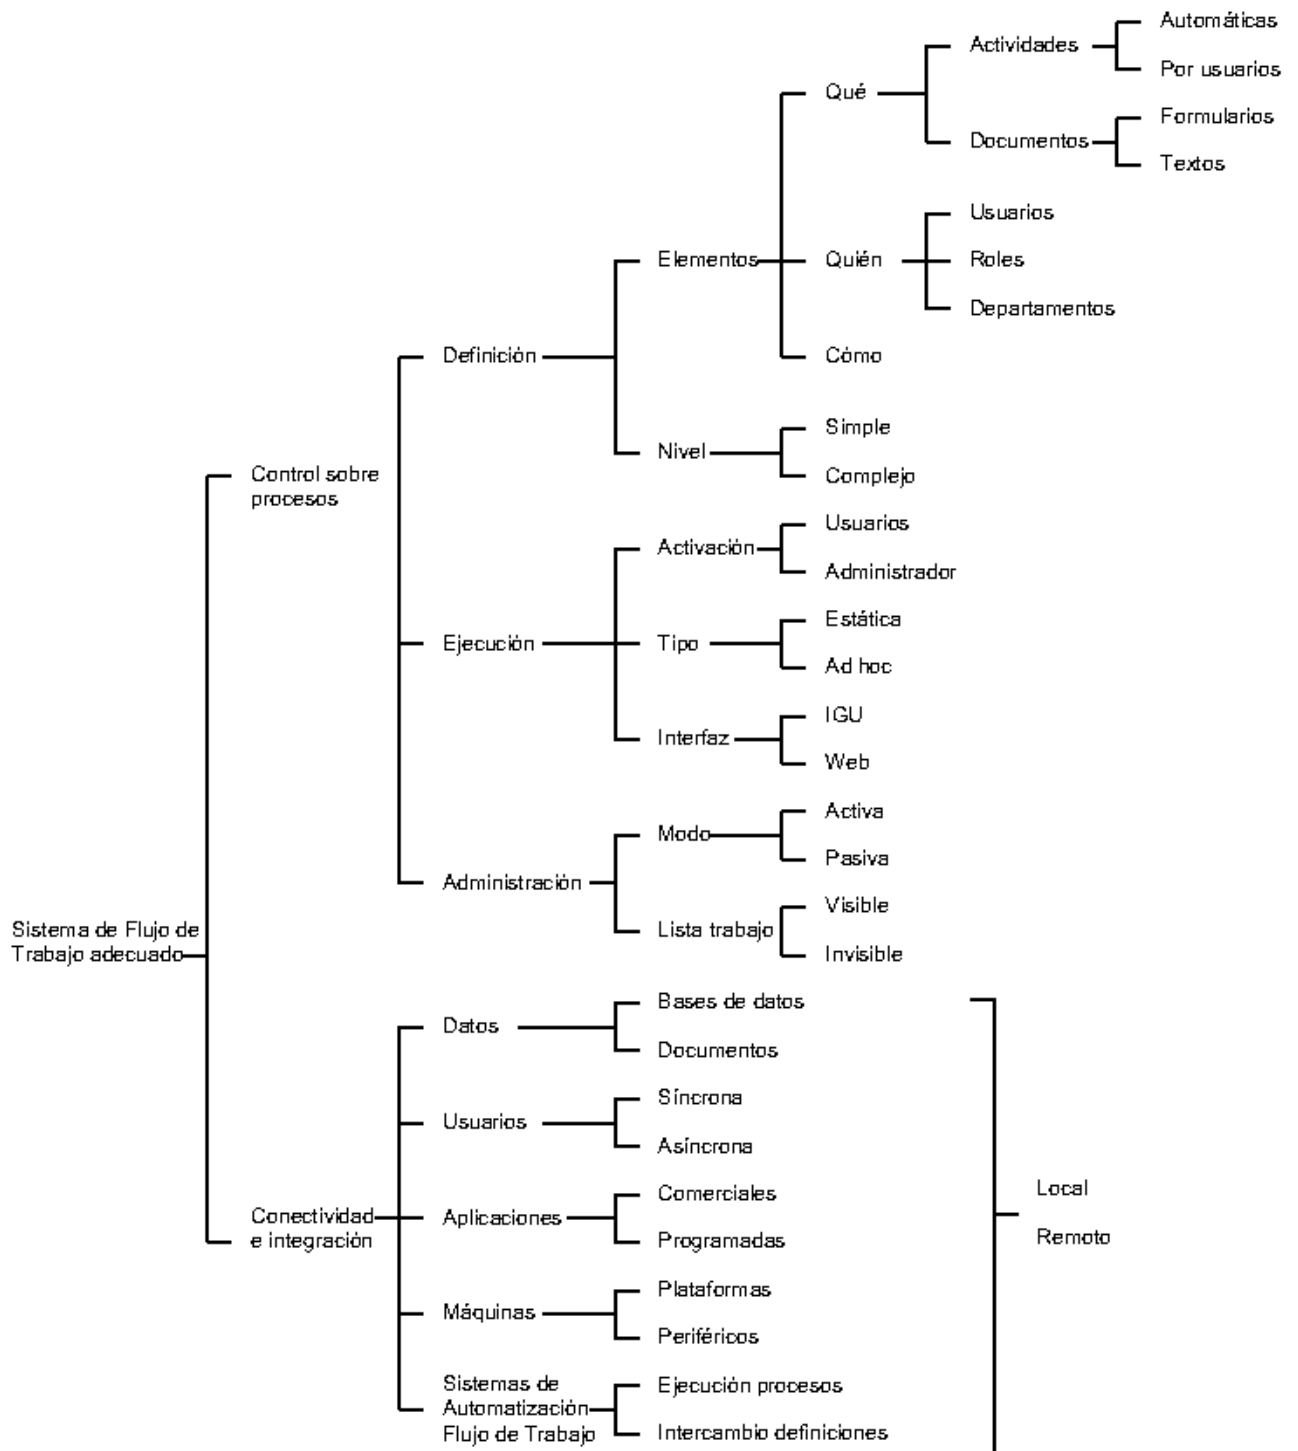 Automáticas
Actividades
Por usuarios
Qué
Formularios
Documentos
Textos
Usuarios
Elementos
Quién
Roles
Departamentos
Definición
Cómo
Simple
Nivel
Control sobre
procesos
Complejo
Usuarios
Activación
Administrador
Estática
Ejecución
Tipo
Ad hoc
IGU
Interfaz
Web
Activa
Modo
Pasiva
Administración
Visible
Sistema de Flujo de
Trabajo adecuado
Lista trabajo
Invisible
Bases de datos
Datos
Documentos
Síncrona
Usuarios
Asíncrona
Comerciales
Local
Conectividad
e integración
Aplicaciones
Programadas
Remoto
Plataformas
Máquinas
Periféricos
Sistemas de
Automatización
Flujo de Trabajo
Ejecución procesos
Intercambio definiciones